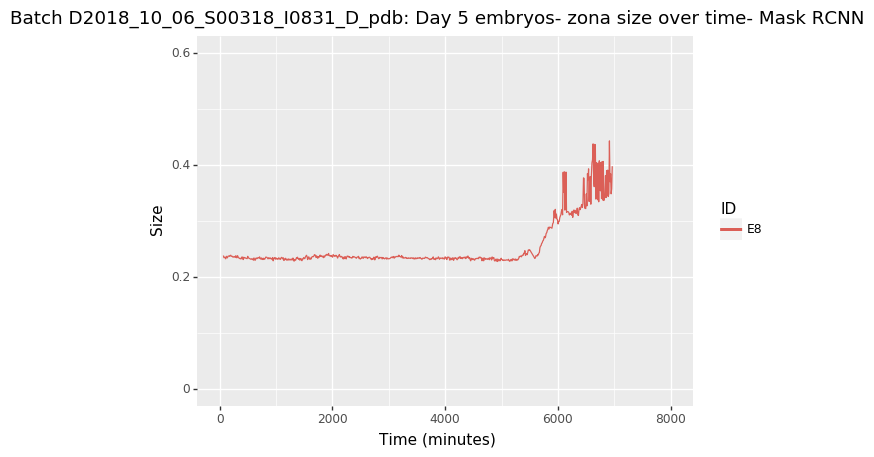 Batch D2018_10_06_S00318_I0831_D_pdb: Day 5 embryos- zona size over time- Mask RCNN
0.6
0.4
0.2
0
Size
0
2000
4000
6000
8000
Time (minutes)
ID
E8